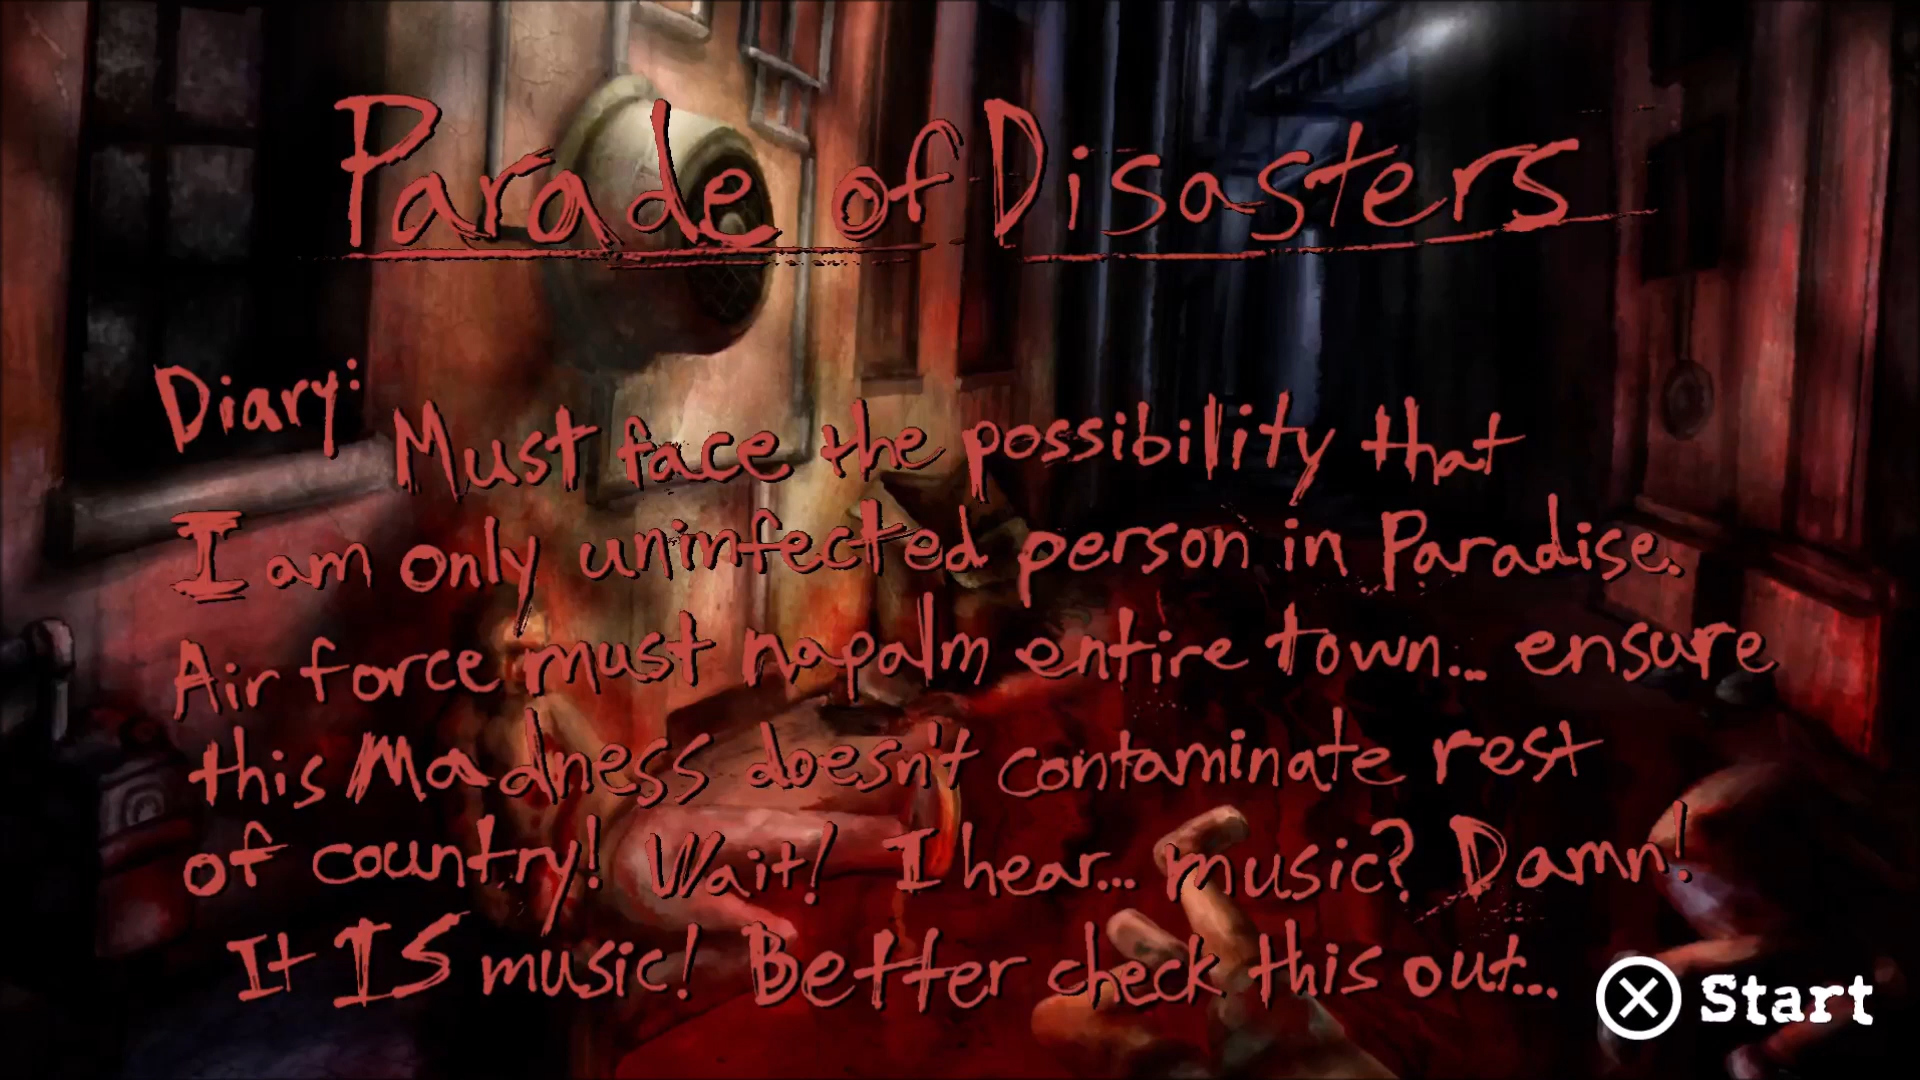 Parade of Disasters
Diary:
Must face the possibility that
I am only uninfected person in Paradise.
Air force must napalm entire town... ensure
this Madness doesn't contaminate rest
of country! Wait! I hear... music? Damn!
It IS music! Better check this out...
Start